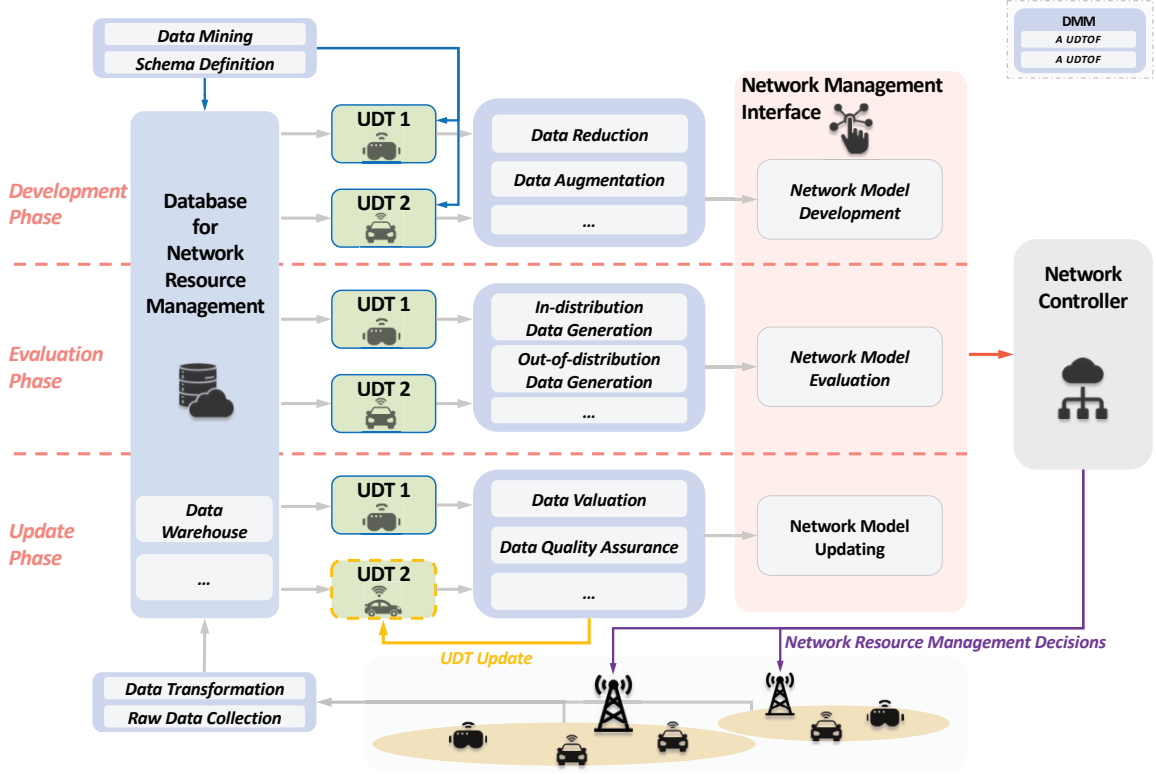 Data Mining
Schema Definition
DMM
A UDTOF
A UDTOF
Development
Phase
Evaluation
Phase
Update
Phase
Database
for
Network
Resource
Management
Data
Warehouse
...
UDT 1
UDT 2
Data Reduction
Data Augmentation
...
UDT 1
UDT 2
In-distribution
Data Generation
Out-of-distribution
Data Generation
...
UDT 1
UDT 2
Data Valuation
Data Quality Assurance
...
UDT Update
Network Management
Interface
Network Model
Development
Network Model
Evaluation
Network Model
Updating
Network
Controller
Network Resource Management Decisions
Data Transformation
Raw Data Collection